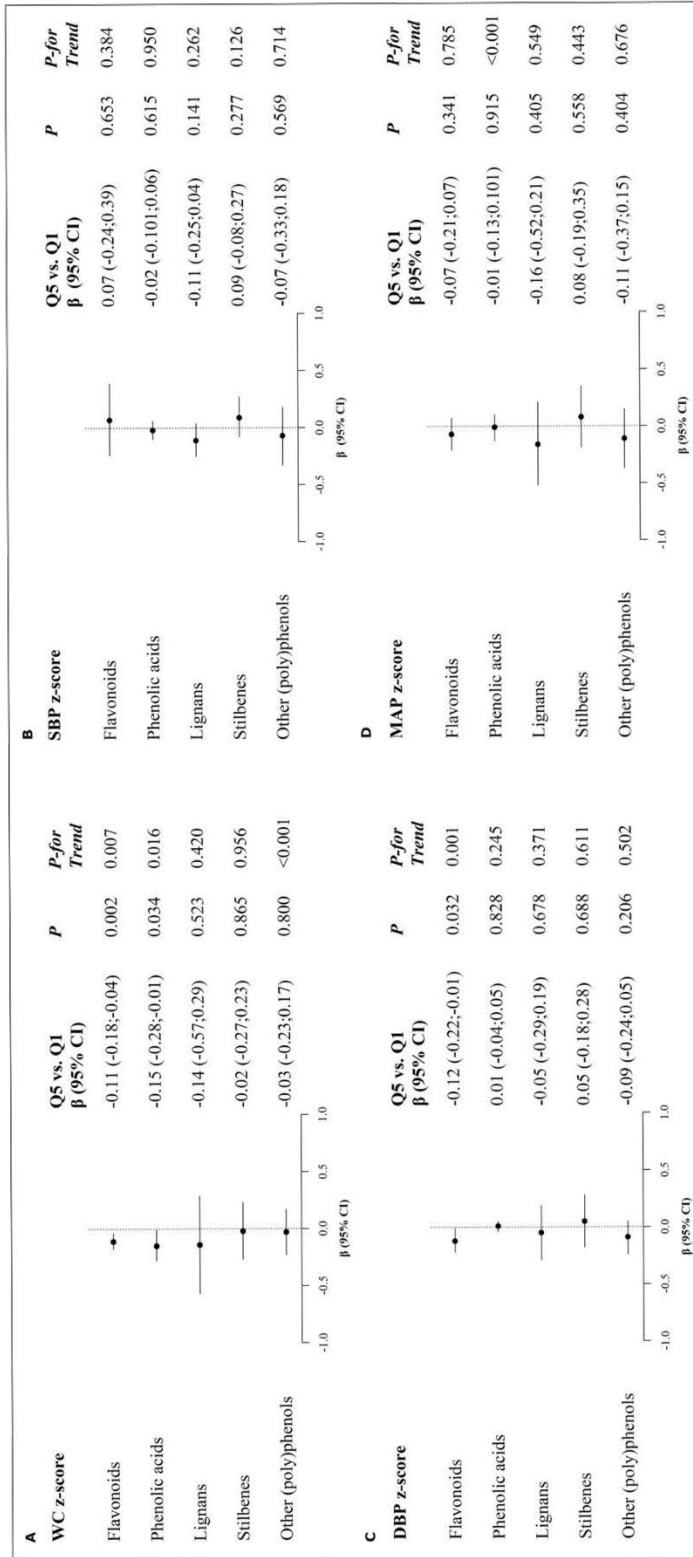 A
WC z-score
Q5 vs. Q1
β (95% CI)
P
P-for
Trend
Flavonoids -0.11 (-0.18;-0.04) 0.002 0.007
Phenolic acids -0.15 (-0.28;-0.01) 0.034 0.016
Lignans -0.14 (-0.57;0.29) 0.523 0.420
Stilbenes -0.02 (-0.27;0.23) 0.865 0.956
Other (poly)phenols -0.03 (-0.23;0.17) 0.800 <0.001
-1.0 -0.5 0.0 0.5 1.0
β (95% CI)
B
SBP z-score
Q5 vs. Q1
β (95% CI)
P
P-for
Trend
Flavonoids 0.07 (-0.24;0.39) 0.653 0.384
Phenolic acids -0.02 (-0.101;0.06) 0.615 0.950
Lignans -0.11 (-0.25;0.04) 0.141 0.262
Stilbenes 0.09 (-0.08;0.27) 0.277 0.126
Other (poly)phenols -0.07 (-0.33;0.18) 0.569 0.714
-1.0 -0.5 0.0 0.5 1.0
β (95% CI)
C
DBP z-score
Q5 vs. Q1
β (95% CI)
P
P-for
Trend
Flavonoids -0.12 (-0.22;-0.01) 0.032 0.001
Phenolic acids 0.01 (-0.04;0.05) 0.828 0.245
Lignans -0.05 (-0.29;0.19) 0.678 0.371
Stilbenes 0.05 (-0.18;0.28) 0.688 0.611
Other (poly)phenols -0.09 (-0.24;0.05) 0.206 0.502
-1.0 -0.5 0.0 0.5 1.0
β (95% CI)
D
MAP z-score
Q5 vs. Q1
β (95% CI)
P
P-for
Trend
Flavonoids -0.07 (-0.21;0.07) 0.341 0.785
Phenolic acids -0.01 (-0.13;0.101) 0.915 <0.001
Lignans -0.16 (-0.52;0.21) 0.405 0.549
Stilbenes 0.08 (-0.19;0.35) 0.558 0.443
Other (poly)phenols -0.11 (-0.37;0.15) 0.404 0.676
-1.0 -0.5 0.0 0.5 1.0
β (95% CI)